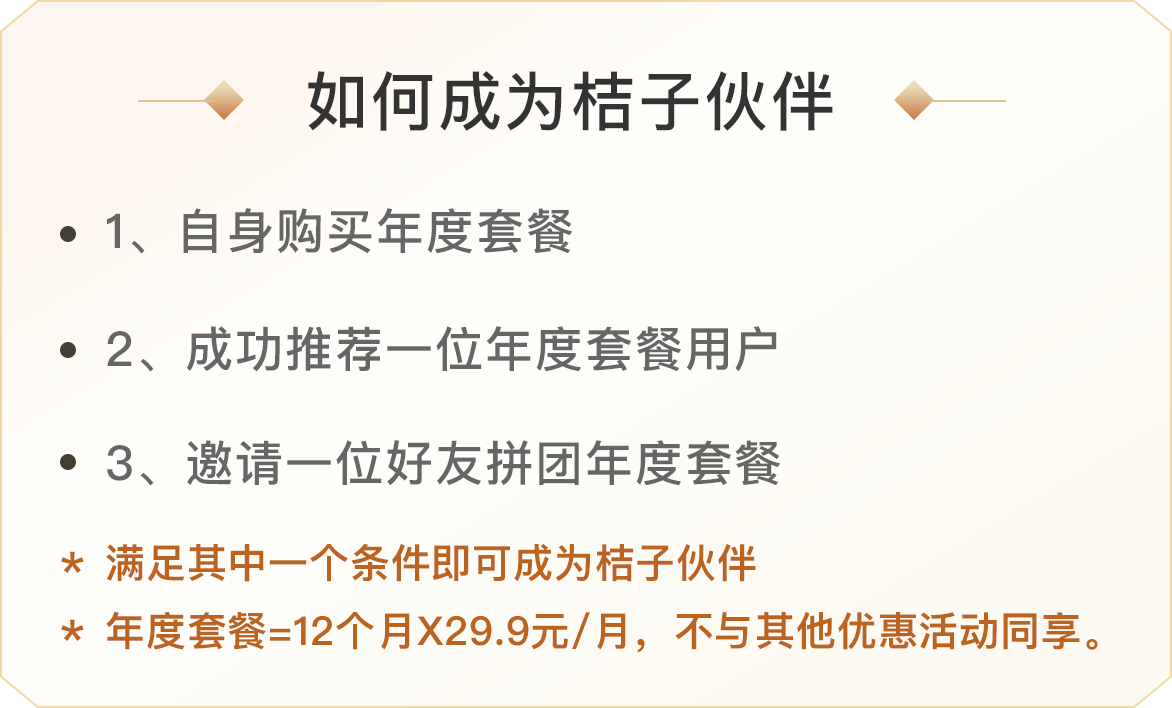 如何成为桔子伙伴
• 1、自身购买年度套餐
• 2、成功推荐一位年度套餐用户
• 3、邀请一位好友拼团年度套餐
* 满足其中一个条件即可成为桔子伙伴
* 年度套餐=12个月X29.9元/月，不与其他优惠活动同享。